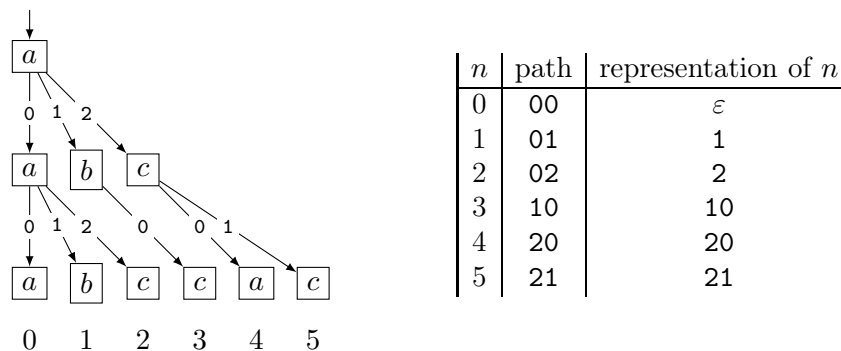 a
0 1 2
a b c
0 1 2 0 0 1
a b c c a c
0 1 2 3 4 5
n path representation of n
0 00 ε
1 01 1
2 02 2
3 10 10
4 20 20
5 21 21